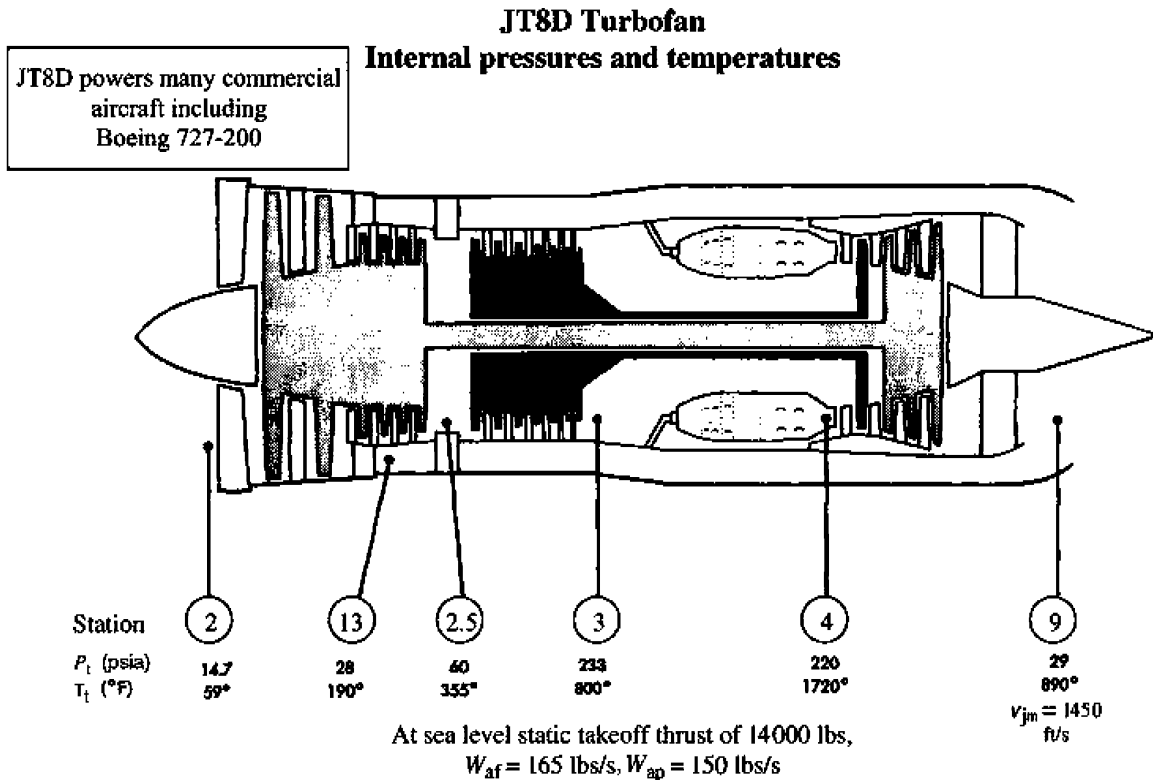 JT8D Turbofan
Internal pressures and temperatures
JT8D powers many commercial
aircraft including
Boeing 727-200
Station 2 13 2.5 3 4 9
Pt (psia) 14.7 28 60 233 220 29
Tt (°F) 59° 190° 355° 800° 1720° 890°
vjm = 1450
ft/s
At sea level static takeoff thrust of 14000 lbs,
Waf = 165 lbs/s, Wap = 150 lbs/s